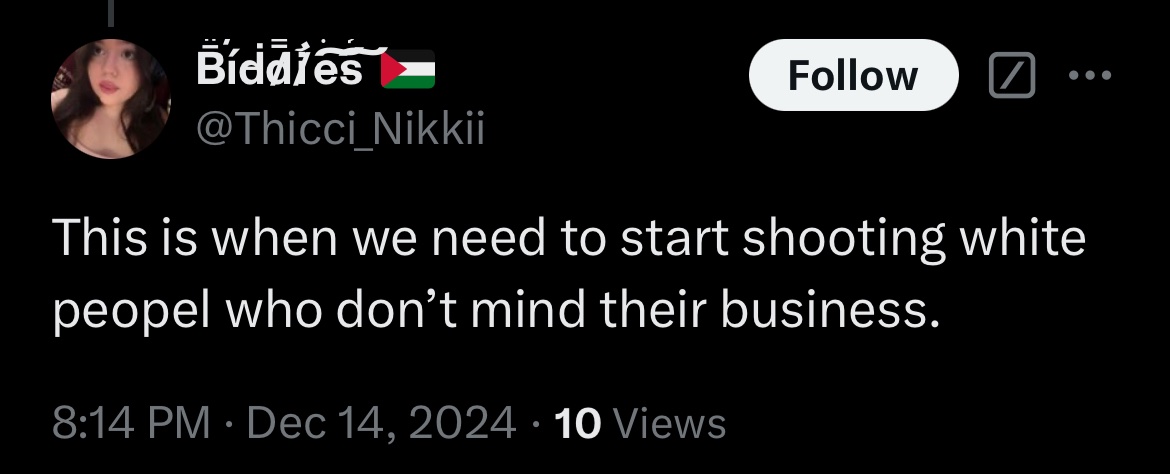 Biddies
@Thicci_Nikkii
Follow
This is when we need to start shooting white
peopel who don’t mind their business.
8:14 PM · Dec 14, 2024 · 10 Views